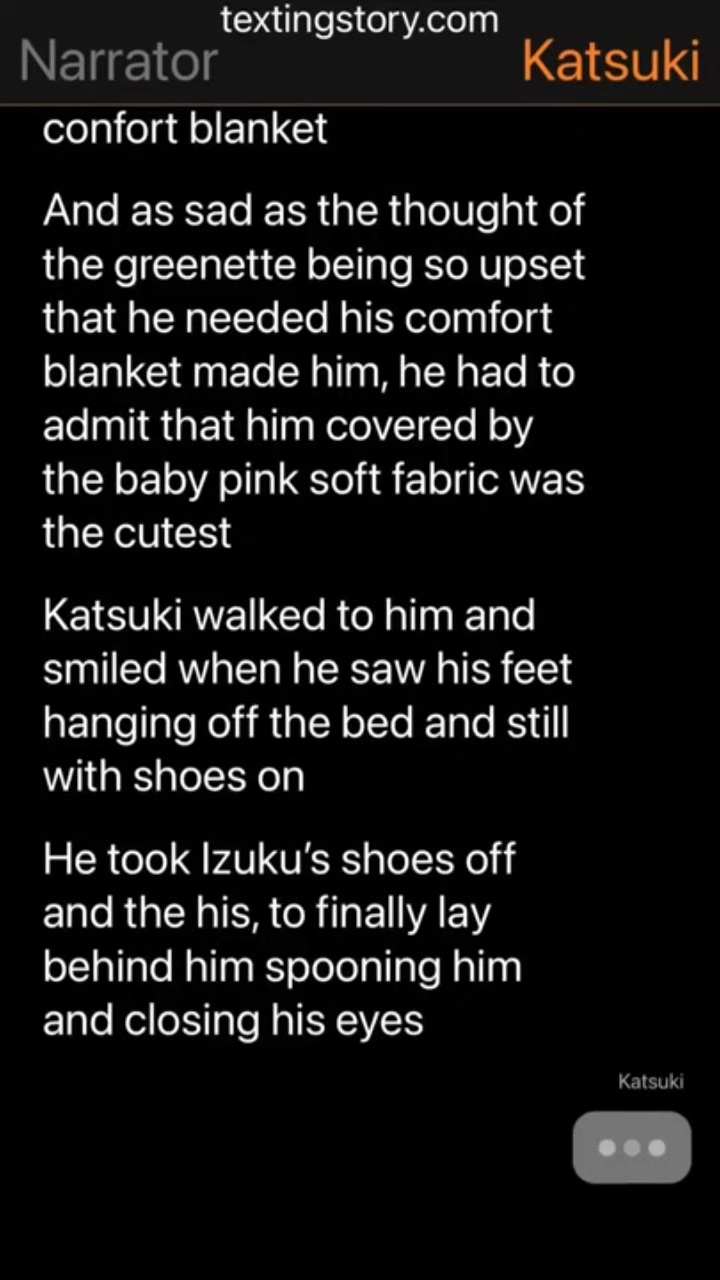 textingstory.com
Narrator Katsuki
confort blanket
And as sad as the thought of
the greenette being so upset
that he needed his comfort
blanket made him, he had to
admit that him covered by
the baby pink soft fabric was
the cutest
Katsuki walked to him and
smiled when he saw his feet
hanging off the bed and still
with shoes on
He took Izuku's shoes off
and the his, to finally lay
behind him spooning him
and closing his eyes
Katsuki